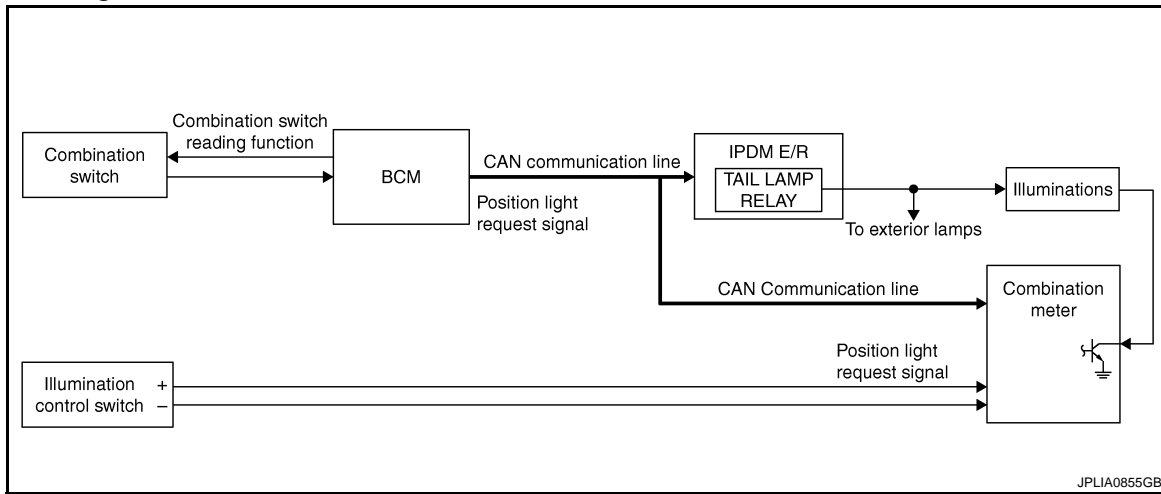 Combination switch
reading function
Combination
switch
BCM
CAN communication line
Position light
request signal
IPDM E/R
TAIL LAMP
RELAY
To exterior lamps
Illuminations
CAN Communication line
Combination
meter
Position light
request signal
Illumination
control switch
+
–
JPLIA0855GB